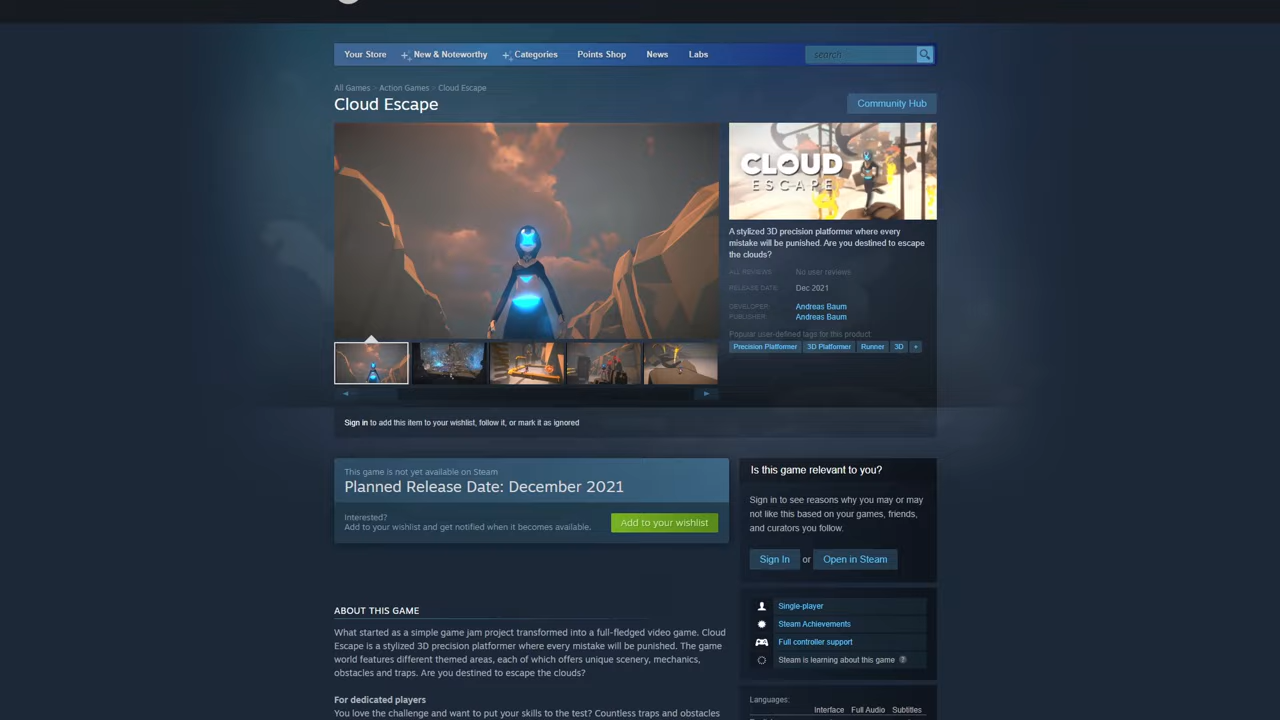 Your Store
New & Noteworthy
Categories
Points Shop
News
Labs
search
All Games > Action Games > Cloud Escape
Cloud Escape
Community Hub
CLOUD
ESCAPE
A stylized 3D precision platformer where every
mistake will be punished. Are you destined to escape
the clouds?
ALL REVIEWS: No user reviews
RELEASE DATE: Dec 2021
DEVELOPER: Andreas Baum
PUBLISHER: Andreas Baum
Popular user-defined tags for this product:
Precision Platformer 3D Platformer Runner 3D +
Sign in to add this item to your wishlist, follow it, or mark it as ignored
This game is not yet available on Steam
Planned Release Date: December 2021
Interested?
Add to your wishlist and get notified when it becomes available.
Add to your wishlist
Is this game relevant to you?
Sign in to see reasons why you may or may
not like this based on your games, friends,
and curators you follow.
Sign In or Open in Steam
ABOUT THIS GAME
What started as a simple game jam project transformed into a full-fledged video game. Cloud
Escape is a stylized 3D precision platformer where every mistake will be punished. The game
world features different themed areas, each of which offers unique scenery, mechanics,
obstacles and traps. Are you destined to escape the clouds?
For dedicated players
You love the challenge and want to put your skills to the test? Countless traps and obstacles
Single-player
Steam Achievements
Full controller support
Steam is learning about this game ?
Languages:
Interface Full Audio Subtitles